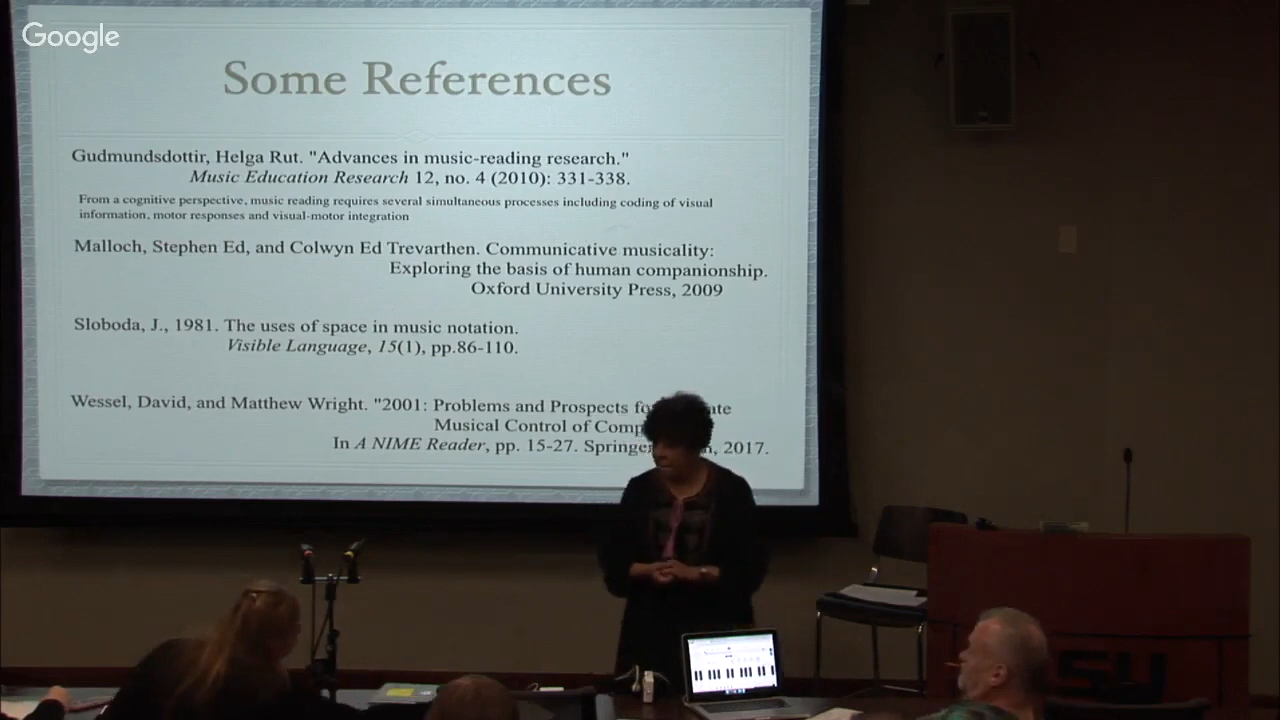 Google
Some References
Gudmundsdottir, Helga Rut. "Advances in music-reading research."
Music Education Research 12, no. 4 (2010): 331-338.
From a cognitive perspective, music reading requires several simultaneous processes including coding of visual
information, motor responses and visual-motor integration
Malloch, Stephen Ed, and Colwyn Ed Trevarthen. Communicative musicality:
Exploring the basis of human companionship.
Oxford University Press, 2009
Sloboda, J., 1981. The uses of space in music notation.
Visible Language, 15(1), pp.86-110.
Wessel, David, and Matthew Wright. "2001: Problems and Prospects
Musical Control of
In A NIME Reader, pp. 15-27. 2017.